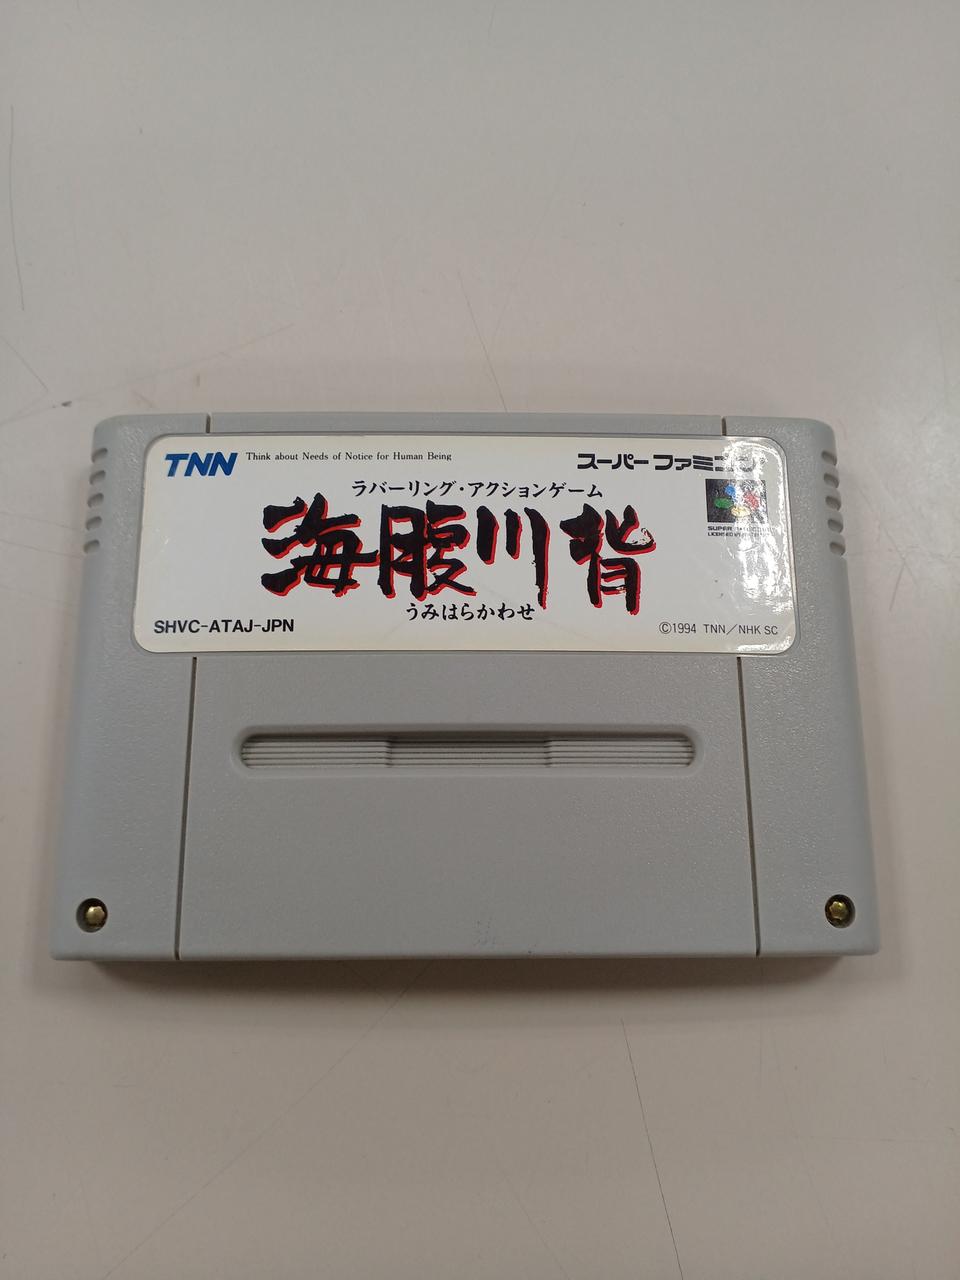 TNN Think about Needs of Notice for Human Being
スーパーファミコン
ラバーリング・アクションゲーム
海腹川背
うみはらかわせ
SHVC-ATAJ-JPN
©1994 TNN／NHK SC